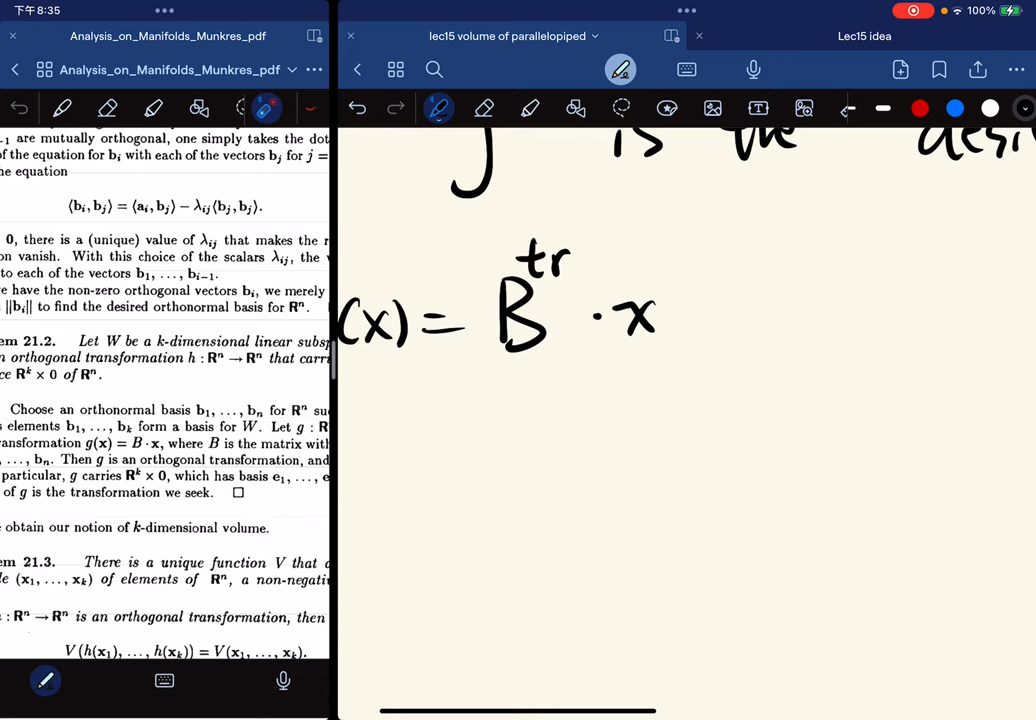 下午 8:35
100%
Analysis_on_Manifolds_Munkres_pdf
lec15 volume of parallelopiped
Lec15 idea
Analysis_on_Manifolds_Munkres_pdf
are mutually orthogonal, one simply takes the dot
of the equation for bᵢ with each of the vectors bⱼ for j =
he equation
⟨bᵢ, bⱼ⟩ = ⟨aᵢ, bⱼ⟩ − λᵢⱼ⟨bⱼ, bⱼ⟩.
0, there is a (unique) value of λᵢⱼ that makes the r
on vanish. With this choice of the scalars λᵢⱼ, the v
to each of the vectors b₁, . . . , bᵢ₋₁.
e have the non-zero orthogonal vectors bᵢ, we merely
‖bᵢ‖ to find the desired orthonormal basis for Rⁿ.
em 21.2. Let W be a k-dimensional linear subsp
n orthogonal transformation h : Rⁿ → Rⁿ that carri
ce Rᵏ × 0 of Rⁿ.
Choose an orthonormal basis b₁, . . . , bₙ for Rⁿ su
s elements b₁, . . . , bₖ form a basis for W. Let g : R
ansformation g(x) = B · x, where B is the matrix with
, . . . , bₙ. Then g is an orthogonal transformation, and
particular, g carries Rᵏ × 0, which has basis e₁, . . . , e
of g is the transformation we seek. □
e obtain our notion of k-dimensional volume.
em 21.3. There is a unique function V that a
le (x₁, . . . , xₖ) of elements of Rⁿ, a non-negati
: Rⁿ → Rⁿ is an orthogonal transformation, then
V(h(x₁), . . . , h(xₖ)) = V(x₁, . . . , xₖ).
is the desi
(x) = B^tr · x